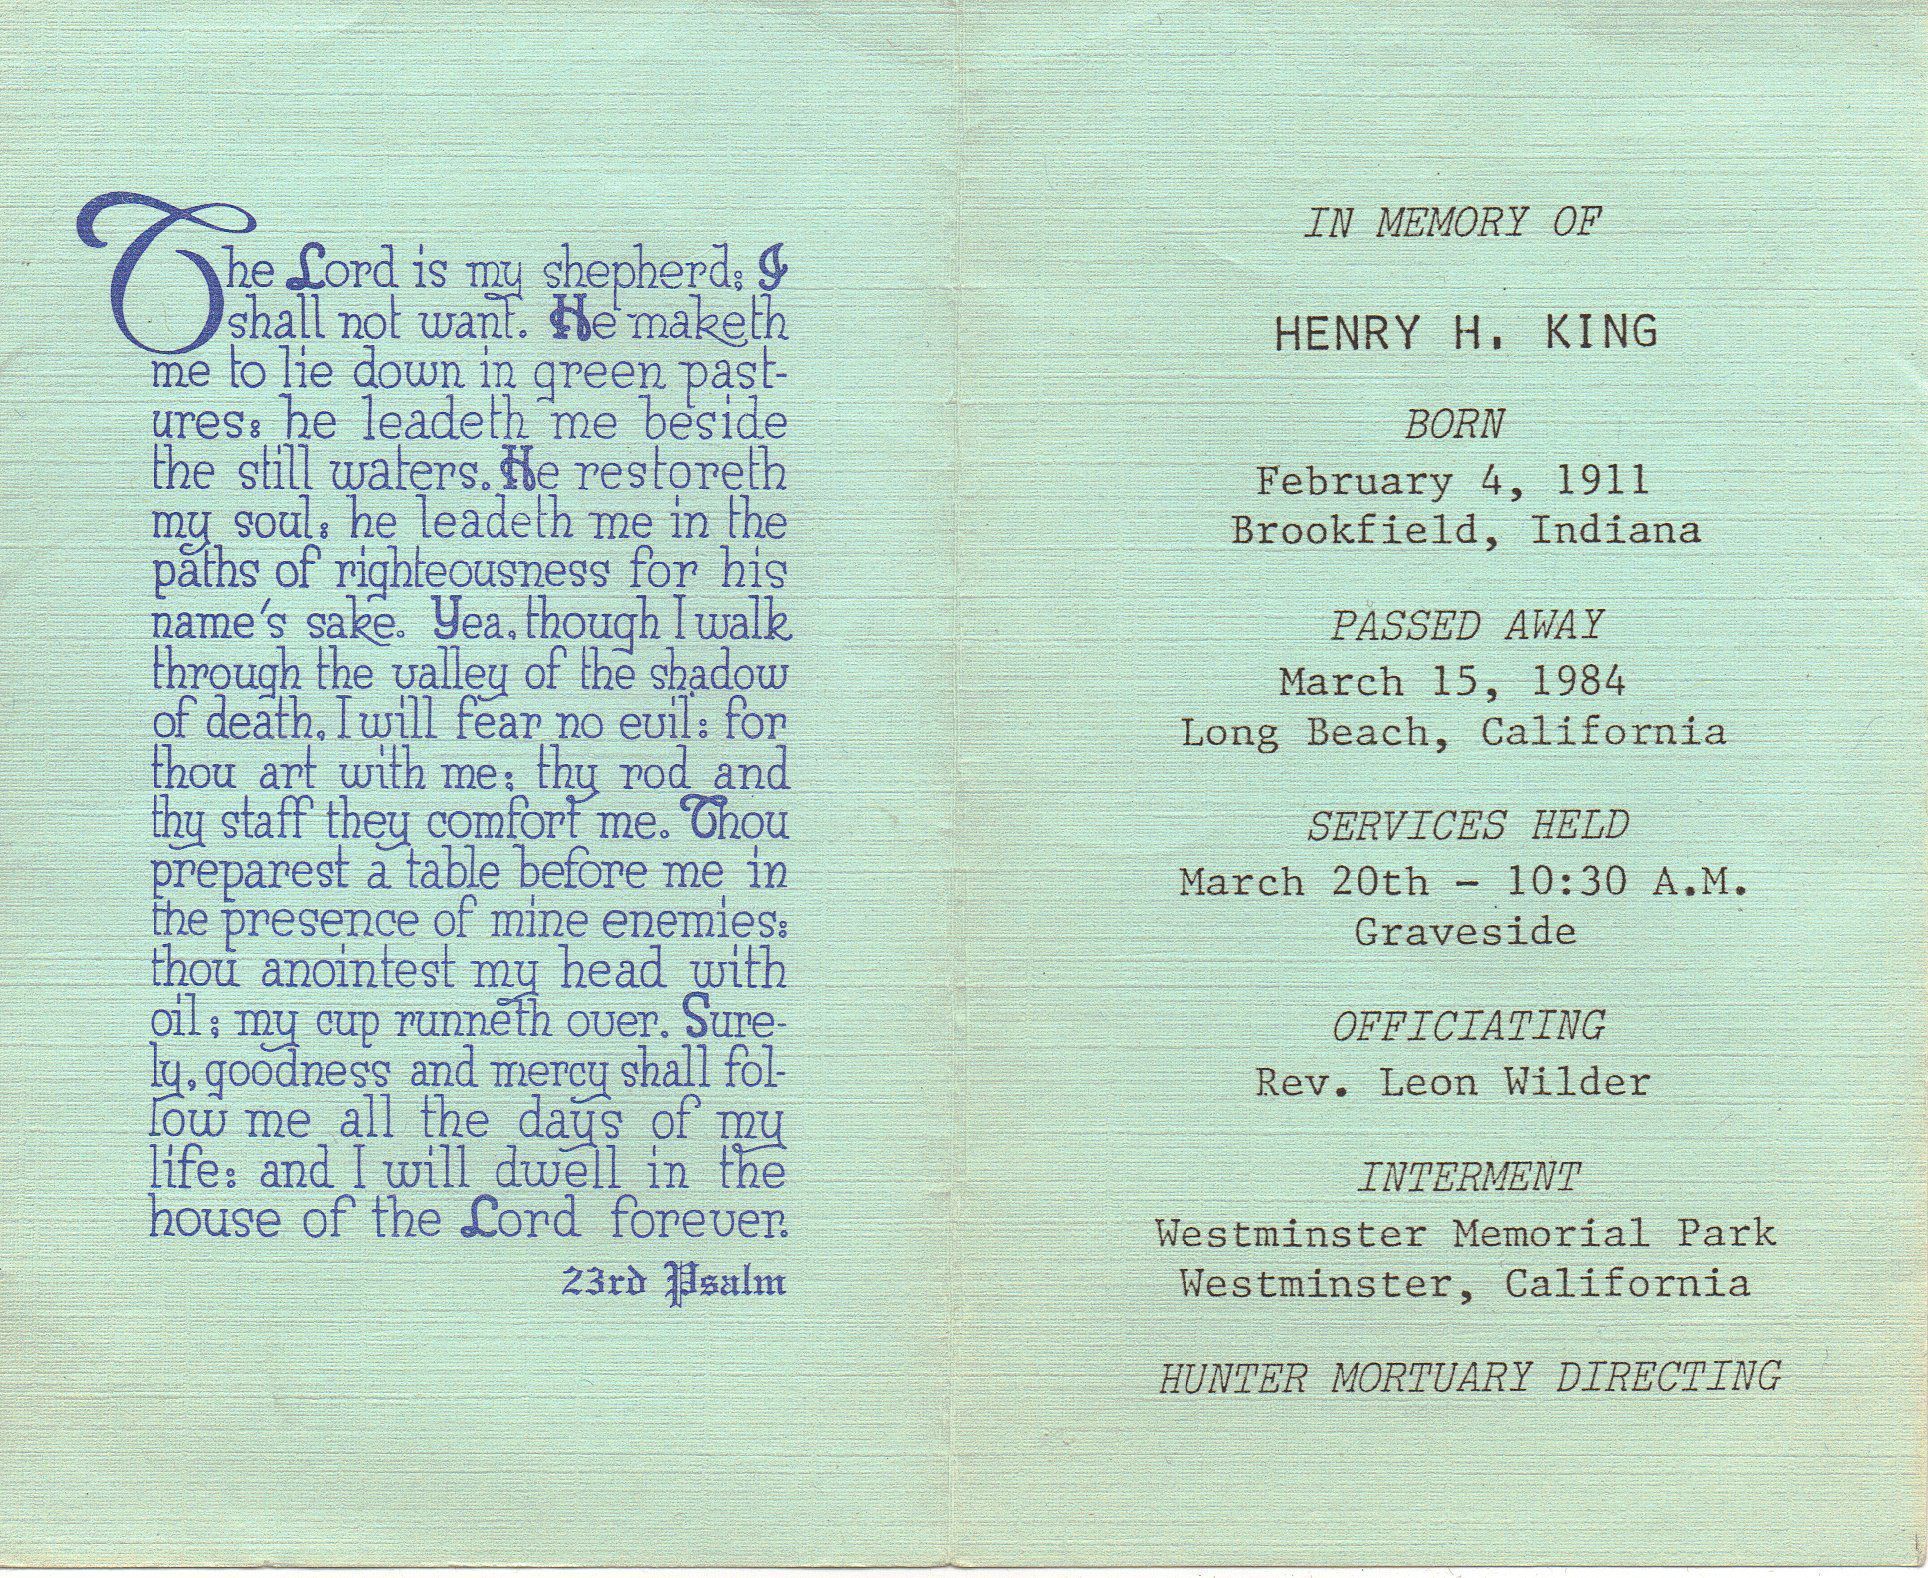 The Lord is my shepherd; I
shall not want. He maketh
me to lie down in green past-
ures: he leadeth me beside
the still waters. He restoreth
my soul: he leadeth me in the
paths of righteousness for his
name's sake. Yea, though I walk
through the valley of the shadow
of death, I will fear no evil: for
thou art with me; thy rod and
thy staff they comfort me. Thou
preparest a table before me in
the presence of mine enemies:
thou anointest my head with
oil; my cup runneth over. Sure-
ly, goodness and mercy shall fol-
low me all the days of my
life: and I will dwell in the
house of the Lord forever.
23rd Psalm
IN MEMORY OF
HENRY H. KING
BORN
February 4, 1911
Brookfield, Indiana
PASSED AWAY
March 15, 1984
Long Beach, California
SERVICES HELD
March 20th - 10:30 A.M.
Graveside
OFFICIATING
Rev. Leon Wilder
INTERMENT
Westminster Memorial Park
Westminster, California
HUNTER MORTUARY DIRECTING